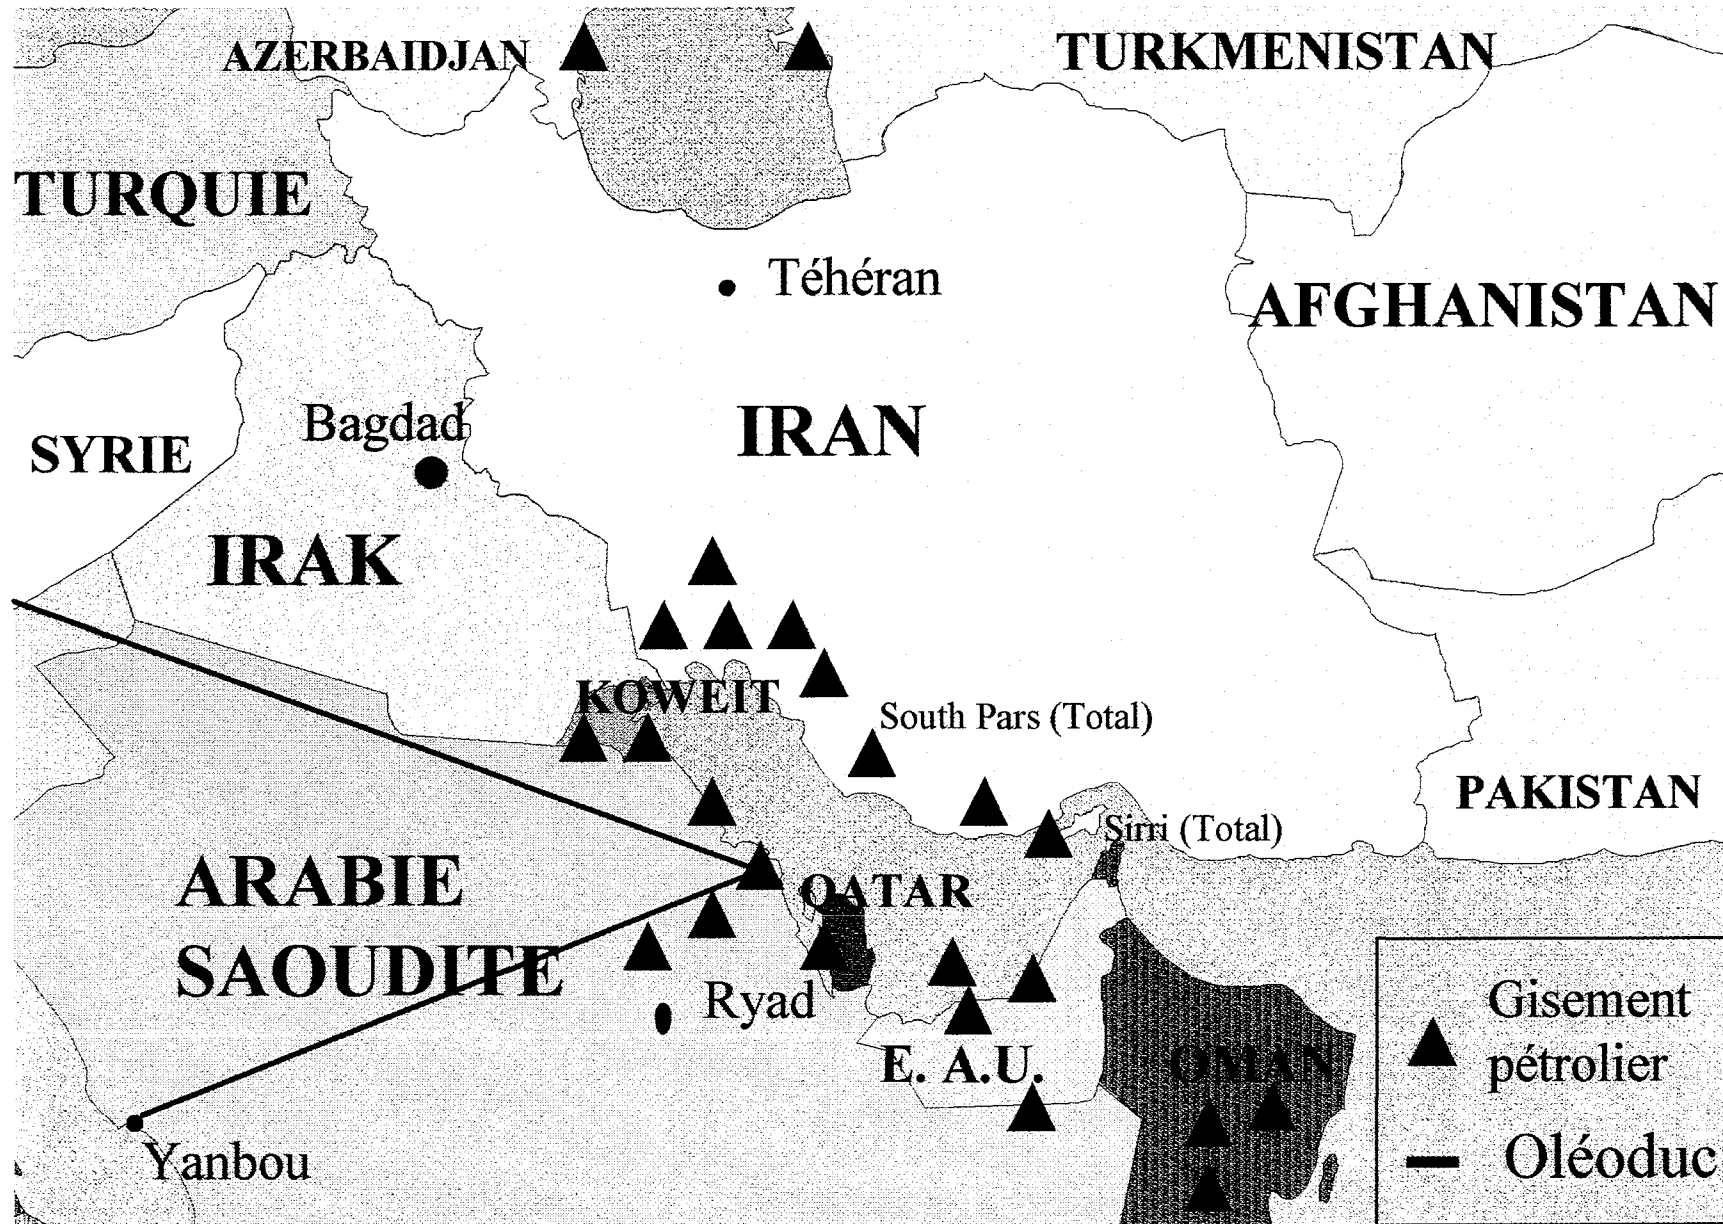 AZERBAIDJAN
TURKMENISTAN
TURQUIE
Téhéran
AFGHANISTAN
Bagdad
IRAN
SYRIE
IRAK
KOWEIT
South Pars (Total)
PAKISTAN
Sirri (Total)
ARABIE
SAOUDITE
QATAR
Ryad
E. A.U.
OMAN
Yanbou
Gisement
pétrolier
Oléoduc